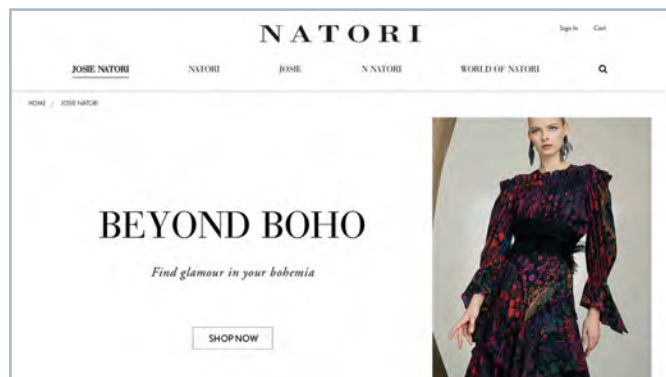 NATORI
Sign In Cart
JOSIE NATORI NATORI JOSIE N NATORI WORLD OF NATORI
HOME / JOSIE NATORI
BEYOND BOHO
Find glamour in your bohemia
SHOP NOW